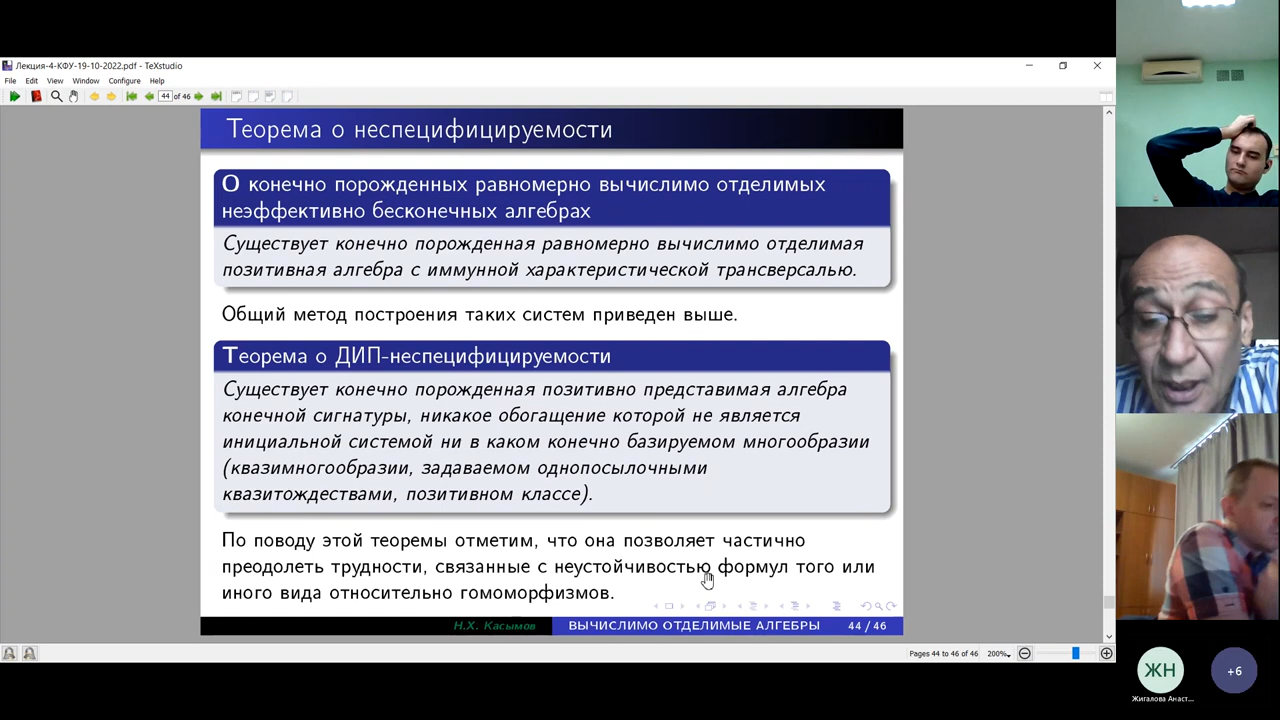 Лекция-4-КФУ-19-10-2022.pdf - TeXstudio
File Edit View Window Configure Help
44 of 46
Теорема о неспецифицируемости
О конечно порожденных равномерно вычислимо отделимых
неэффективно бесконечных алгебрах
Существует конечно порожденная равномерно вычислимо отделимая
позитивная алгебра с иммунной характеристической трансверсалью.
Общий метод построения таких систем приведен выше.
Теорема о ДИП-неспецифицируемости
Существует конечно порожденная позитивно представимая алгебра
конечной сигнатуры, никакое обогащение которой не является
инициальной системой ни в каком конечно базируемом многообразии
(квазимногообразии, задаваемом однопосылочными
квазитождествами, позитивном классе).
По поводу этой теоремы отметим, что она позволяет частично
преодолеть трудности, связанные с неустойчивостью формул того или
иного вида относительно гомоморфизмов.
Н.Х. Касымов ВЫЧИСЛИМО ОТДЕЛИМЫЕ АЛГЕБРЫ 44 / 46
Pages 44 to 46 of 46 200%
ЖН +6
Жигалова Анаст...